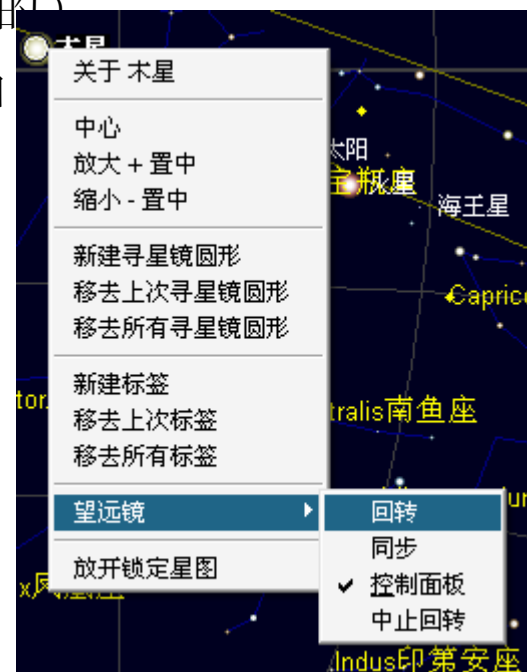 木星
关于 木星
中心
放大 + 置中
缩小 - 置中
新建寻星镜圆形
移去上次寻星镜圆形
移去所有寻星镜圆形
新建标签
移去上次标签
移去所有标签
望远镜
放开锁定星图
回转
同步
✔ 控制面板
中止回转
太阳
宝瓶座
火星
海王星
Caprico
tralis南鱼座
tor
Indus印第安座